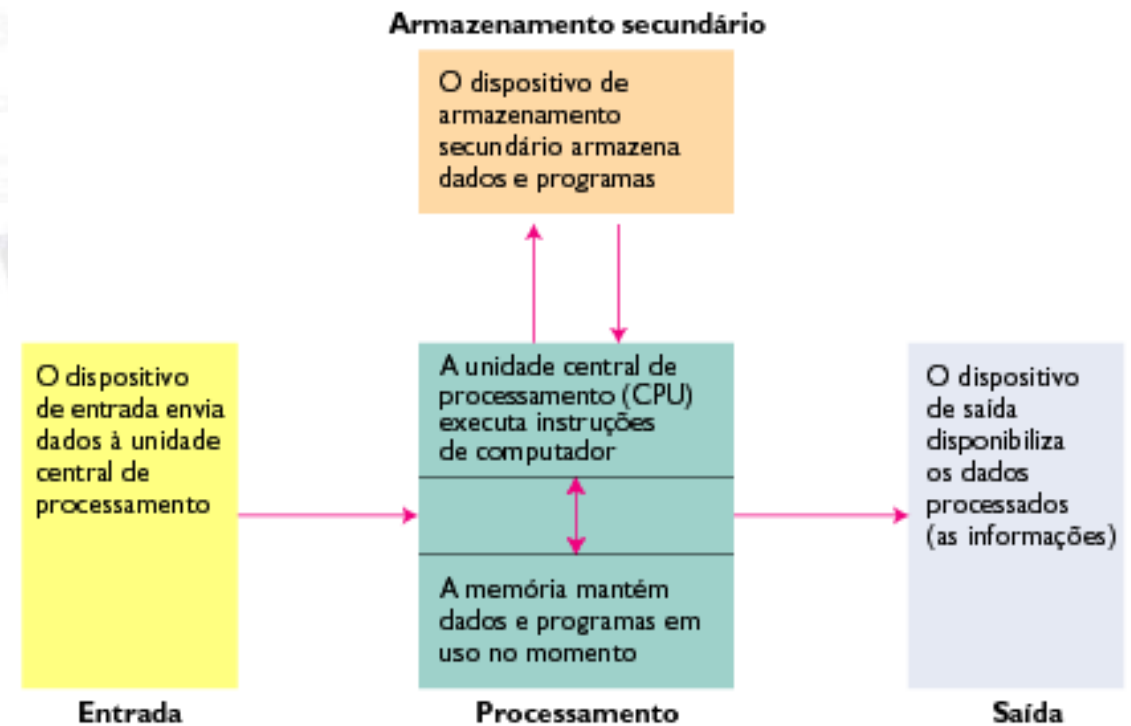 Armazenamento secundário
O dispositivo de
armazenamento
secundário armazena
dados e programas
O dispositivo
de entrada envia
dados à unidade
central de
processamento
A unidade central de
processamento (CPU)
executa instruções
de computador
A memória mantém
dados e programas em
uso no momento
O dispositivo
de saída
disponibiliza
os dados
processados
(as informações)
Entrada
Processamento
Saída